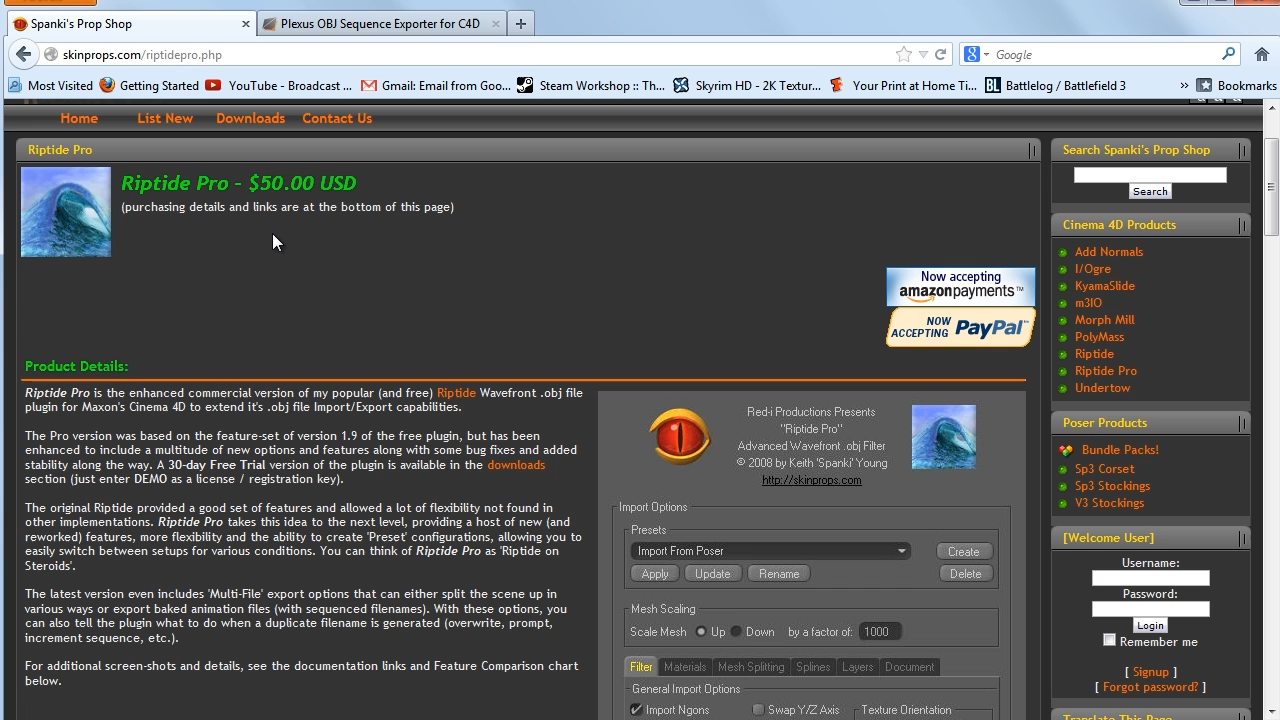 Spanki's Prop Shop
Plexus OBJ Sequence Exporter for C4D
skinprops.com/riptidepro.php
Google
Most Visited Getting Started YouTube - Broadcast ... Gmail: Email from Goo... Steam Workshop :: Th... Skyrim HD - 2K Textur... Your Print at Home Ti... BL Battlelog / Battlefield 3 » Bookmarks
Home List New Downloads Contact Us
Riptide Pro
Riptide Pro - $50.00 USD
(purchasing details and links are at the bottom of this page)
Now accepting
amazonpayments™
NOW ACCEPTING PayPal™
Product Details:
Riptide Pro is the enhanced commercial version of my popular (and free) Riptide Wavefront .obj file
plugin for Maxon's Cinema 4D to extend it's .obj file Import/Export capabilities.
The Pro version was based on the feature-set of version 1.9 of the free plugin, but has been
enhanced to include a multitude of new options and features along with some bug fixes and added
stability along the way. A 30-day Free Trial version of the plugin is available in the downloads
section (just enter DEMO as a license / registration key).
The original Riptide provided a good set of features and allowed a lot of flexibility not found in
other implementations. Riptide Pro takes this idea to the next level, providing a host of new (and
reworked) features, more flexibility and the ability to create 'Preset' configurations, allowing you to
easily switch between setups for various conditions. You can think of Riptide Pro as 'Riptide on
Steroids'.
The latest version even includes 'Multi-File' export options that can either split the scene up in
various ways or export baked animation files (with sequenced filenames). With these options, you
can also tell the plugin what to do when a duplicate filename is generated (overwrite, prompt,
increment sequence, etc.).
For additional screen-shots and details, see the documentation links and Feature Comparison chart
below.
Red-i Productions Presents
"Riptide Pro"
Advanced Wavefront .obj Filter
© 2008 by Keith 'Spanki' Young
http://skinprops.com
Import Options
Presets
Import From Poser
Create
Apply Update Rename Delete
Mesh Scaling
Scale Mesh Up Down by a factor of: 1000
Filter Materials Mesh Splitting Splines Layers Document
General Import Options
Import Ngons Swap Y/Z Axis Texture Orientation
Search Spanki's Prop Shop
Search
Cinema 4D Products
Add Normals
I/Ogre
KyamaSlide
m3IO
Morph Mill
PolyMass
Riptide
Riptide Pro
Undertow
Poser Products
Bundle Packs!
Sp3 Corset
Sp3 Stockings
V3 Stockings
[Welcome User]
Username:
Password:
Login
Remember me
[ Signup ]
[ Forgot password? ]
Translate This Page